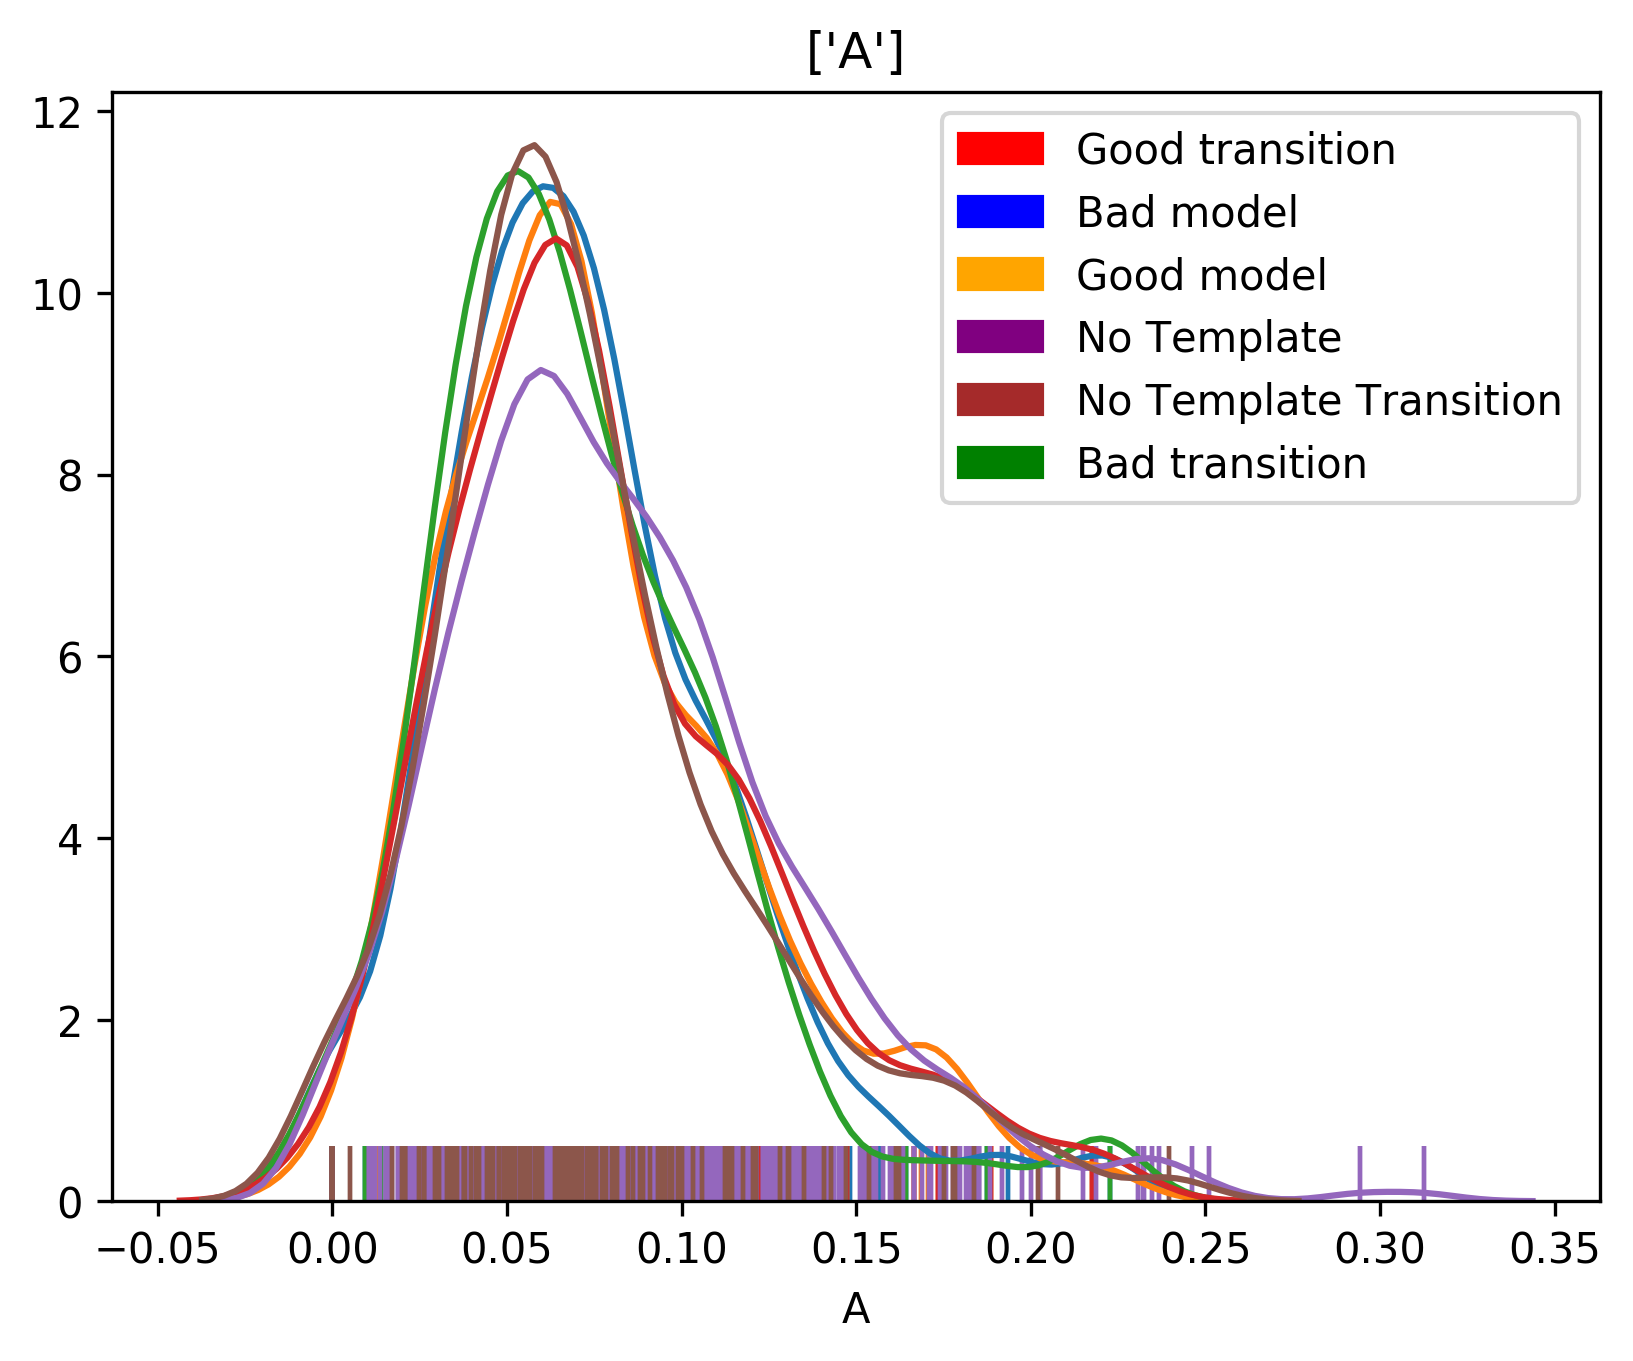 ['A']
12
10
8
6
4
2
0
Good transition
Bad model
Good model
No Template
No Template Transition
Bad transition
−0.05 0.00 0.05 0.10 0.15 0.20 0.25 0.30 0.35
A